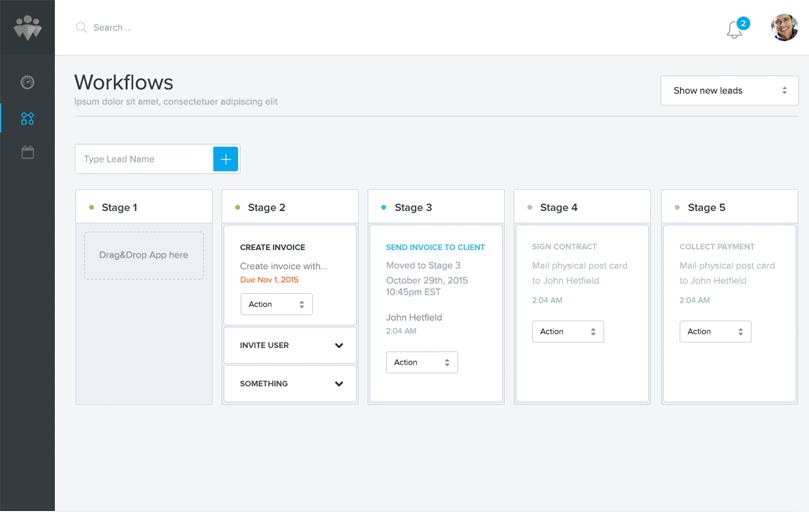 Search ...
2
Workflows
Ipsum dolor sit amet, consectetuer adipiscing elit
Show new leads
Type Lead Name
+
Stage 1
Drag&Drop App here
Stage 2
CREATE INVOICE
Create invoice with...
Due Nov 1, 2015
Action
INVITE USER
SOMETHING
Stage 3
SEND INVOICE TO CLIENT
Moved to Stage 3
October 29th, 2015
10:45pm EST
John Hetfield
2:04 AM
Action
Stage 4
SIGN CONTRACT
Mail physical post card
to John Hetfield
2:04 AM
Action
Stage 5
COLLECT PAYMENT
Mail physical post card
to John Hetfield
2:04 AM
Action